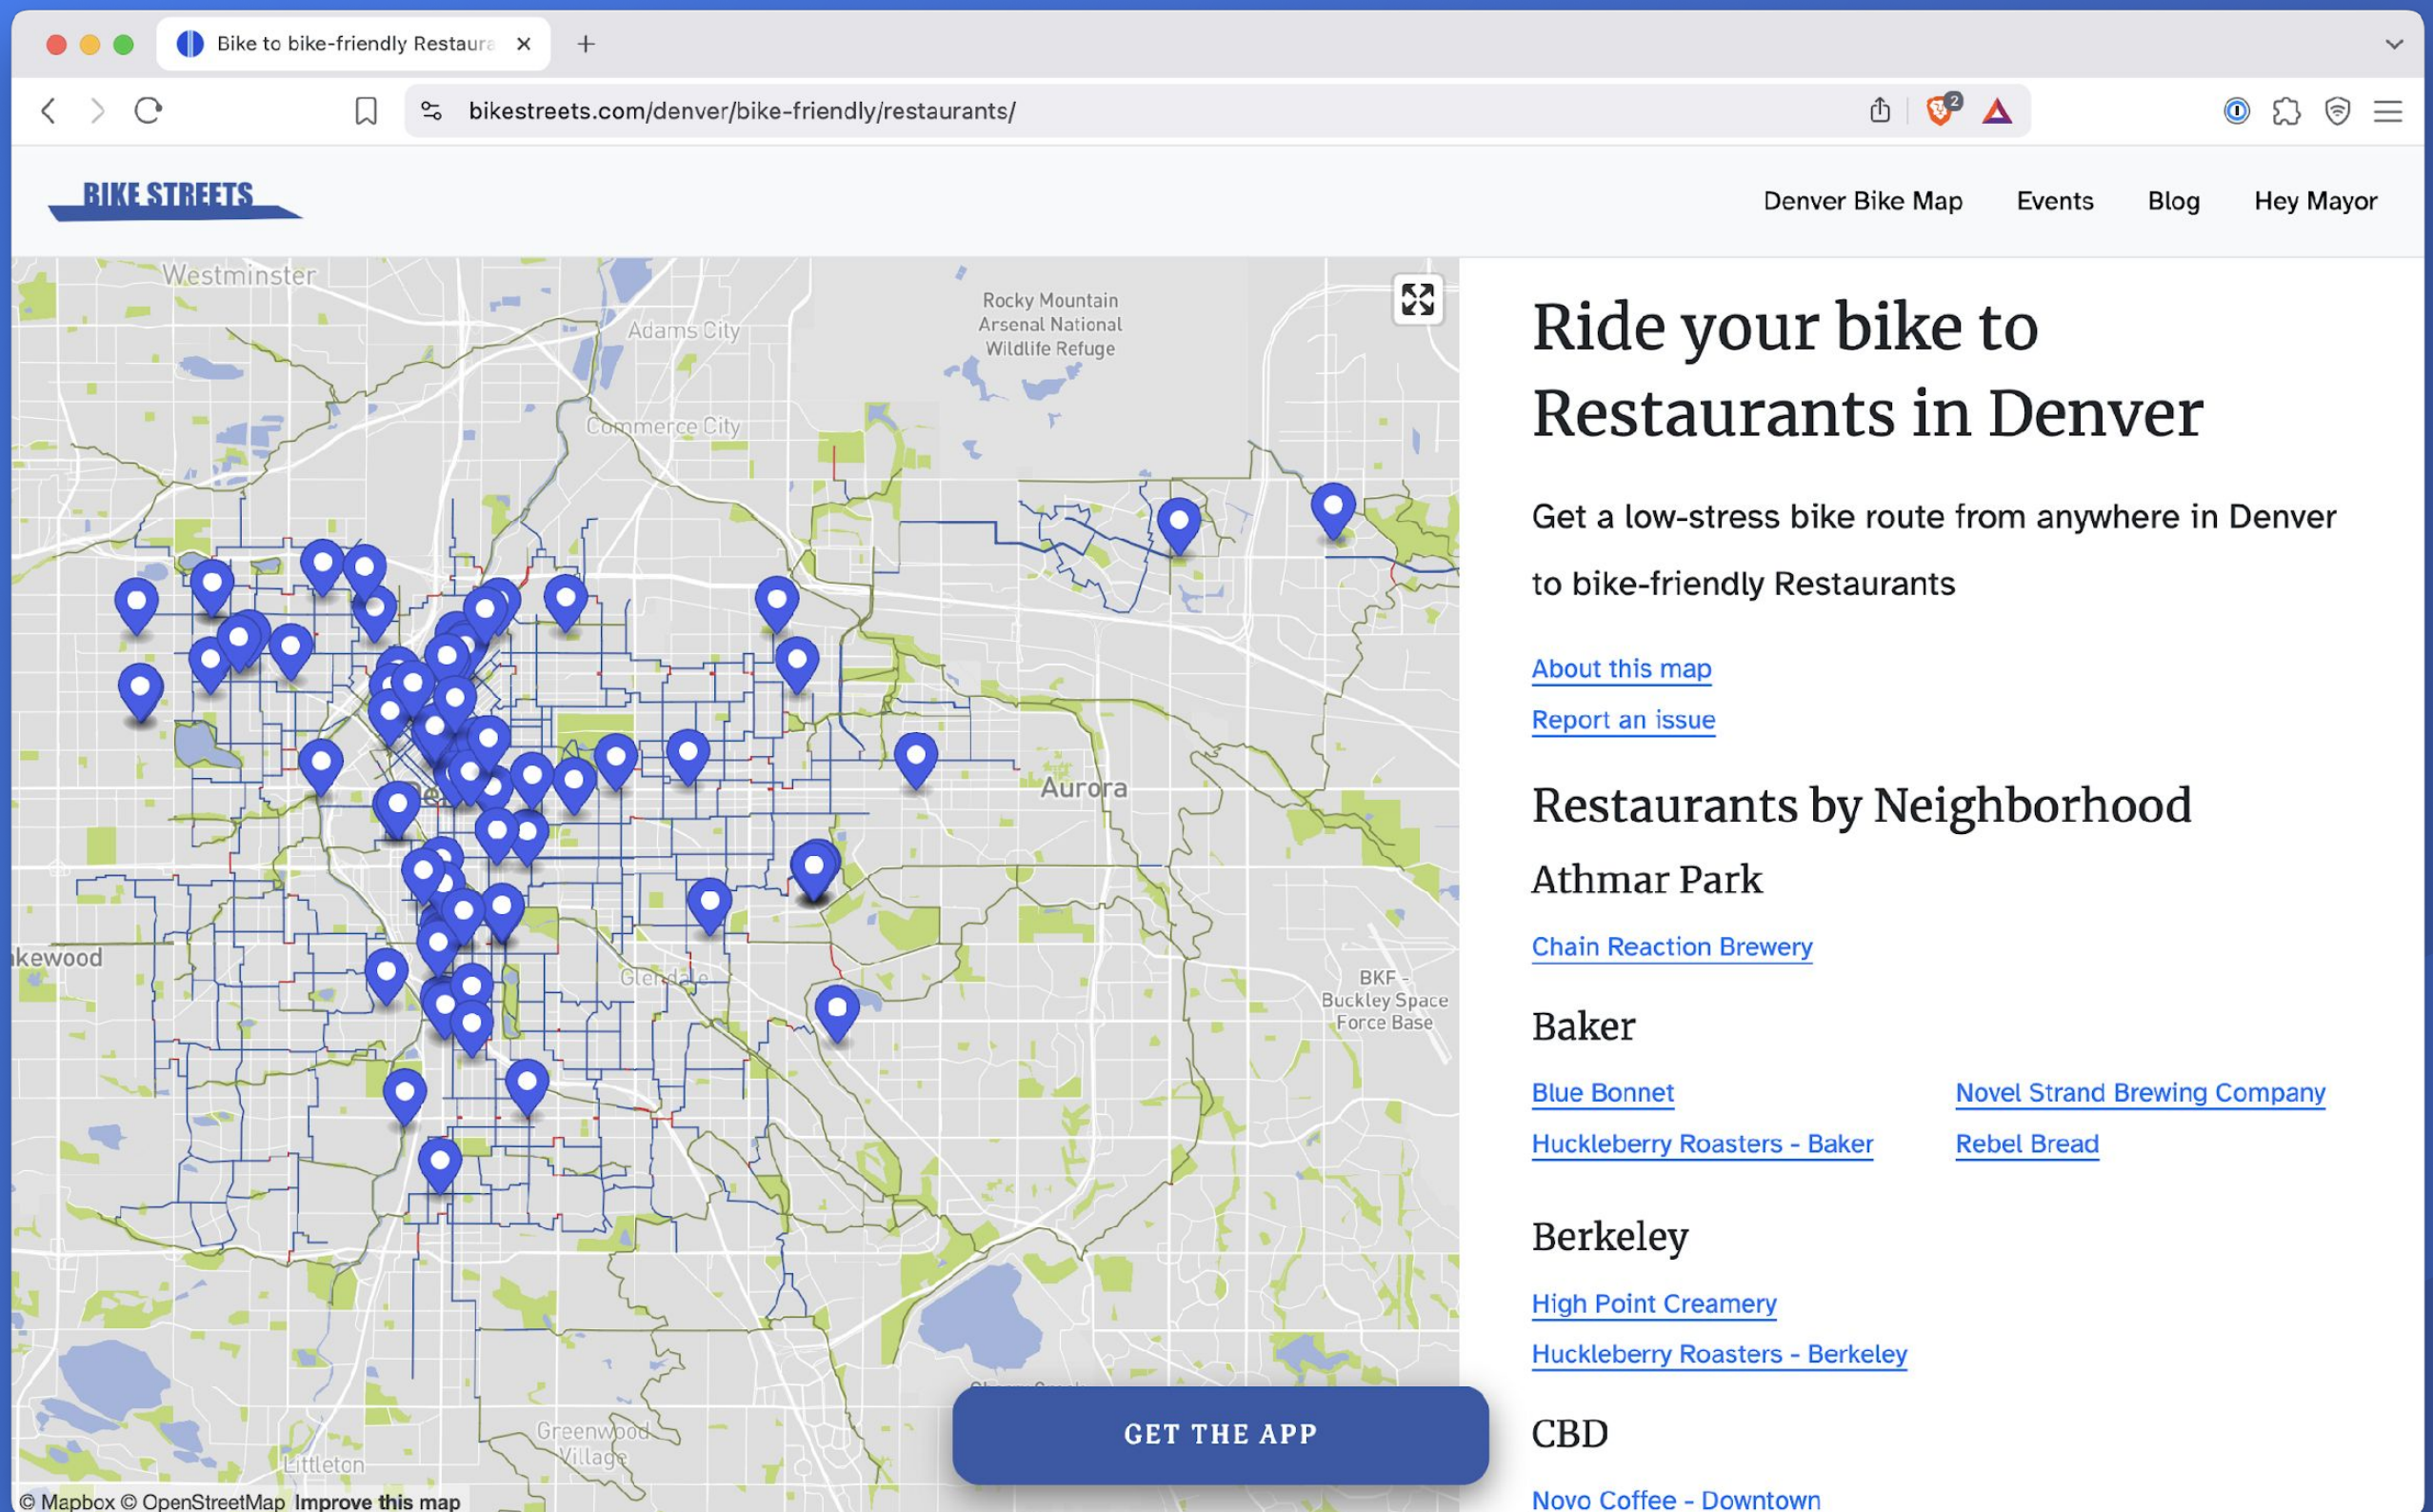 Bike to bike-friendly Restaura
bikestreets.com/denver/bike-friendly/restaurants/
2
BIKE STREETS
Denver Bike Map
Events
Blog
Hey Mayor
Westminster
Adams City
Rocky Mountain
Arsenal National
Wildlife Refuge
Commerce City
Aurora
kewood
Glendale
BKF -
Buckley Space
Force Base
Greenwood
Village
Littleton
GET THE APP
© Mapbox © OpenStreetMap Improve this map
Ride your bike to
Restaurants in Denver
Get a low-stress bike route from anywhere in Denver
to bike-friendly Restaurants
About this map
Report an issue
Restaurants by Neighborhood
Athmar Park
Chain Reaction Brewery
Baker
Blue Bonnet
Novel Strand Brewing Company
Huckleberry Roasters - Baker
Rebel Bread
Berkeley
High Point Creamery
Huckleberry Roasters - Berkeley
CBD
Novo Coffee - Downtown